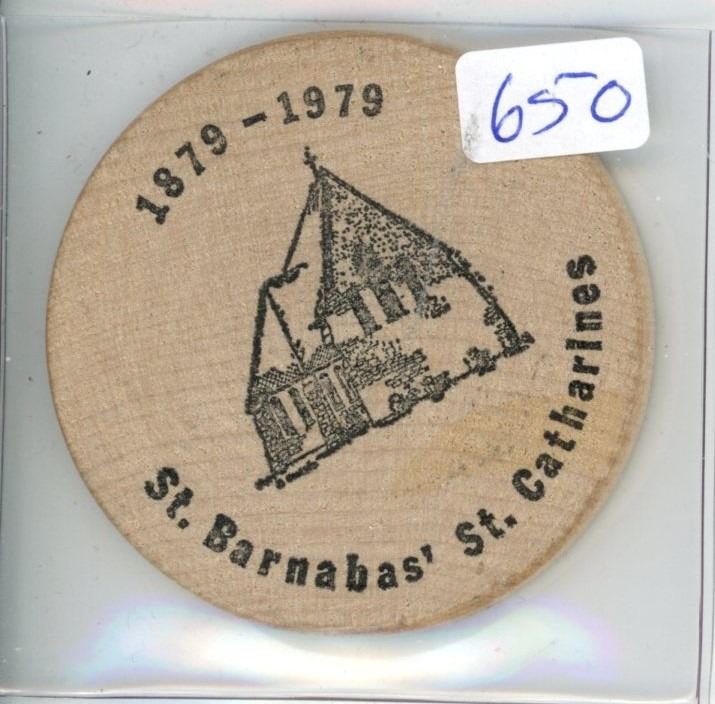 650
1879 - 1979
St. Barnabas' St. Catharines